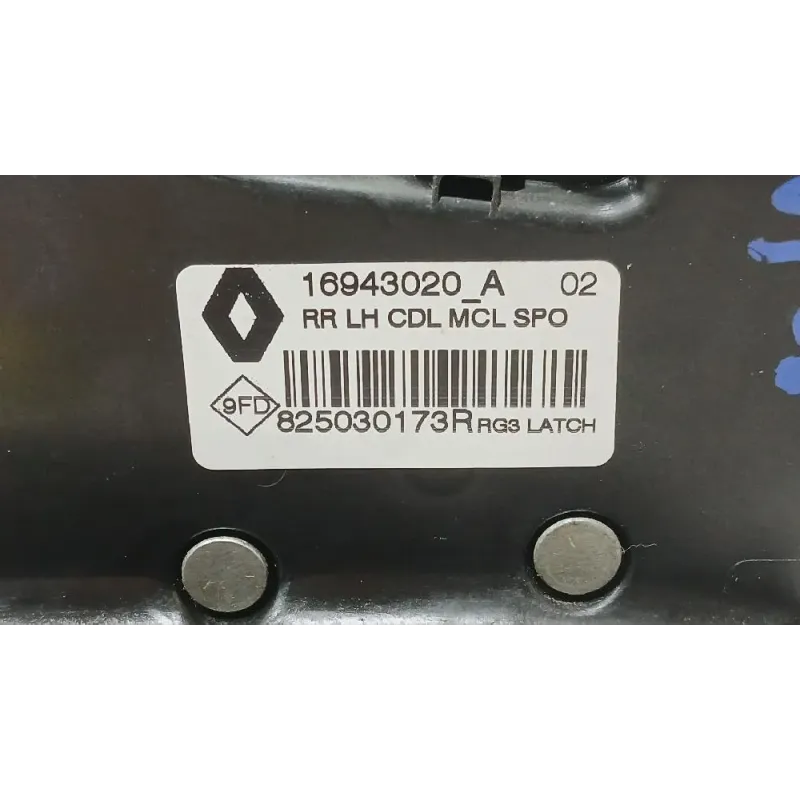 16943020_A 02
RR LH CDL MCL SPO
9FD
825030173R RG3 LATCH